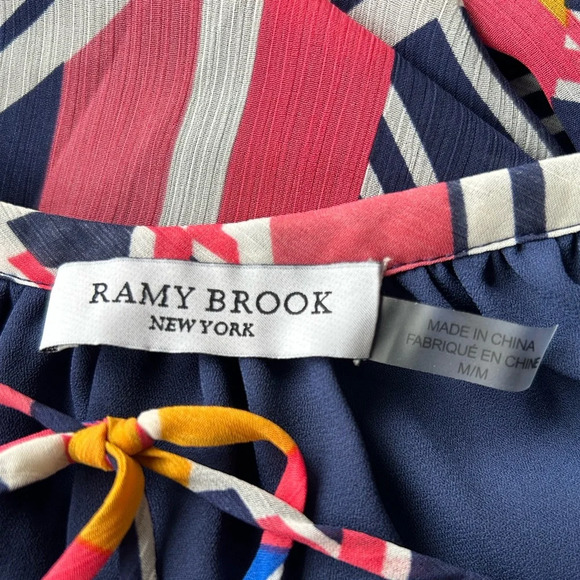 RAMY BROOK
NEW YORK
MADE IN CHINA
FABRIQUÉ EN CHINE
M/M